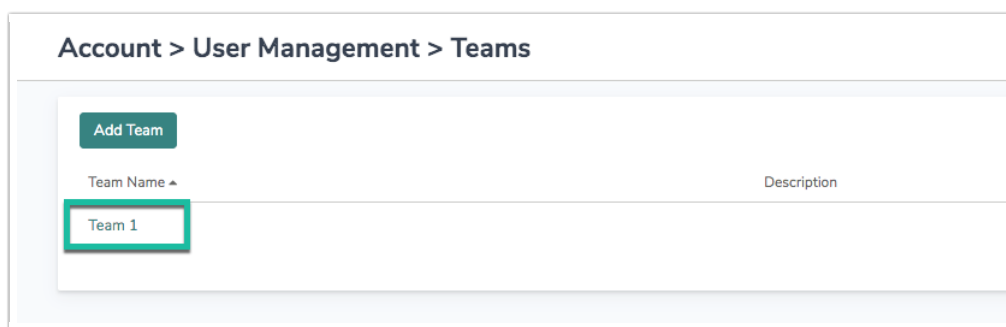 Account > User Management > Teams
Add Team
Team Name Description
Team 1